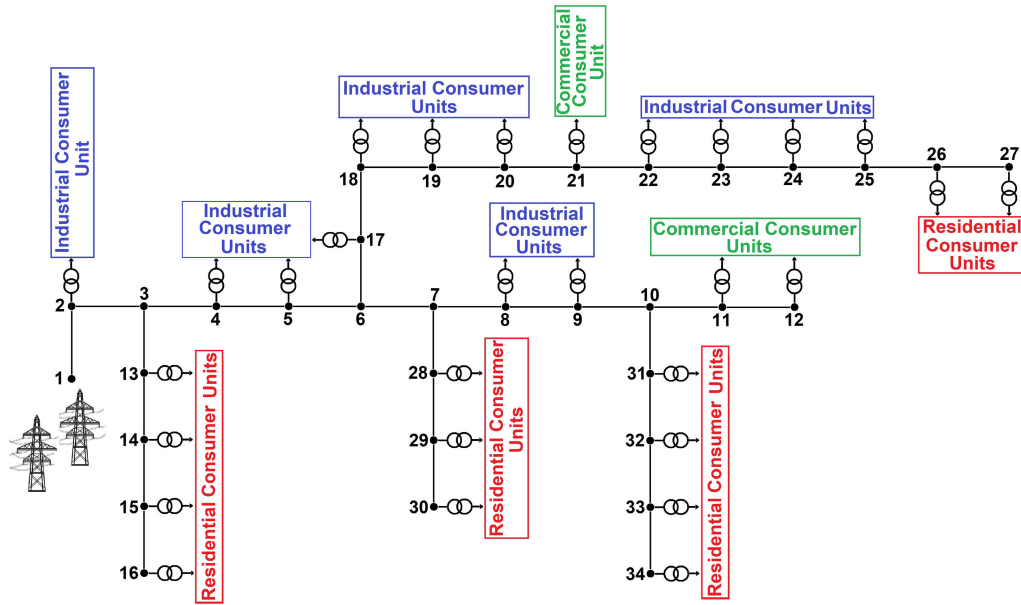 Commercial
Consumer
Unit
Industrial Consumer
Unit
Industrial Consumer
Units
Industrial Consumer Units
18
19
20
21
22
23
24
25
26
27
Industrial
Consumer
Units
17
Industrial
Consumer
Units
Commercial Consumer
Units
Residential
Consumer
Units
2
3
4
5
6
7
8
9
10
11
12
1
13
14
15
16
Residential Consumer Units
28
29
30
Residential Consumer
Units
31
32
33
34
Residential Consumer Units